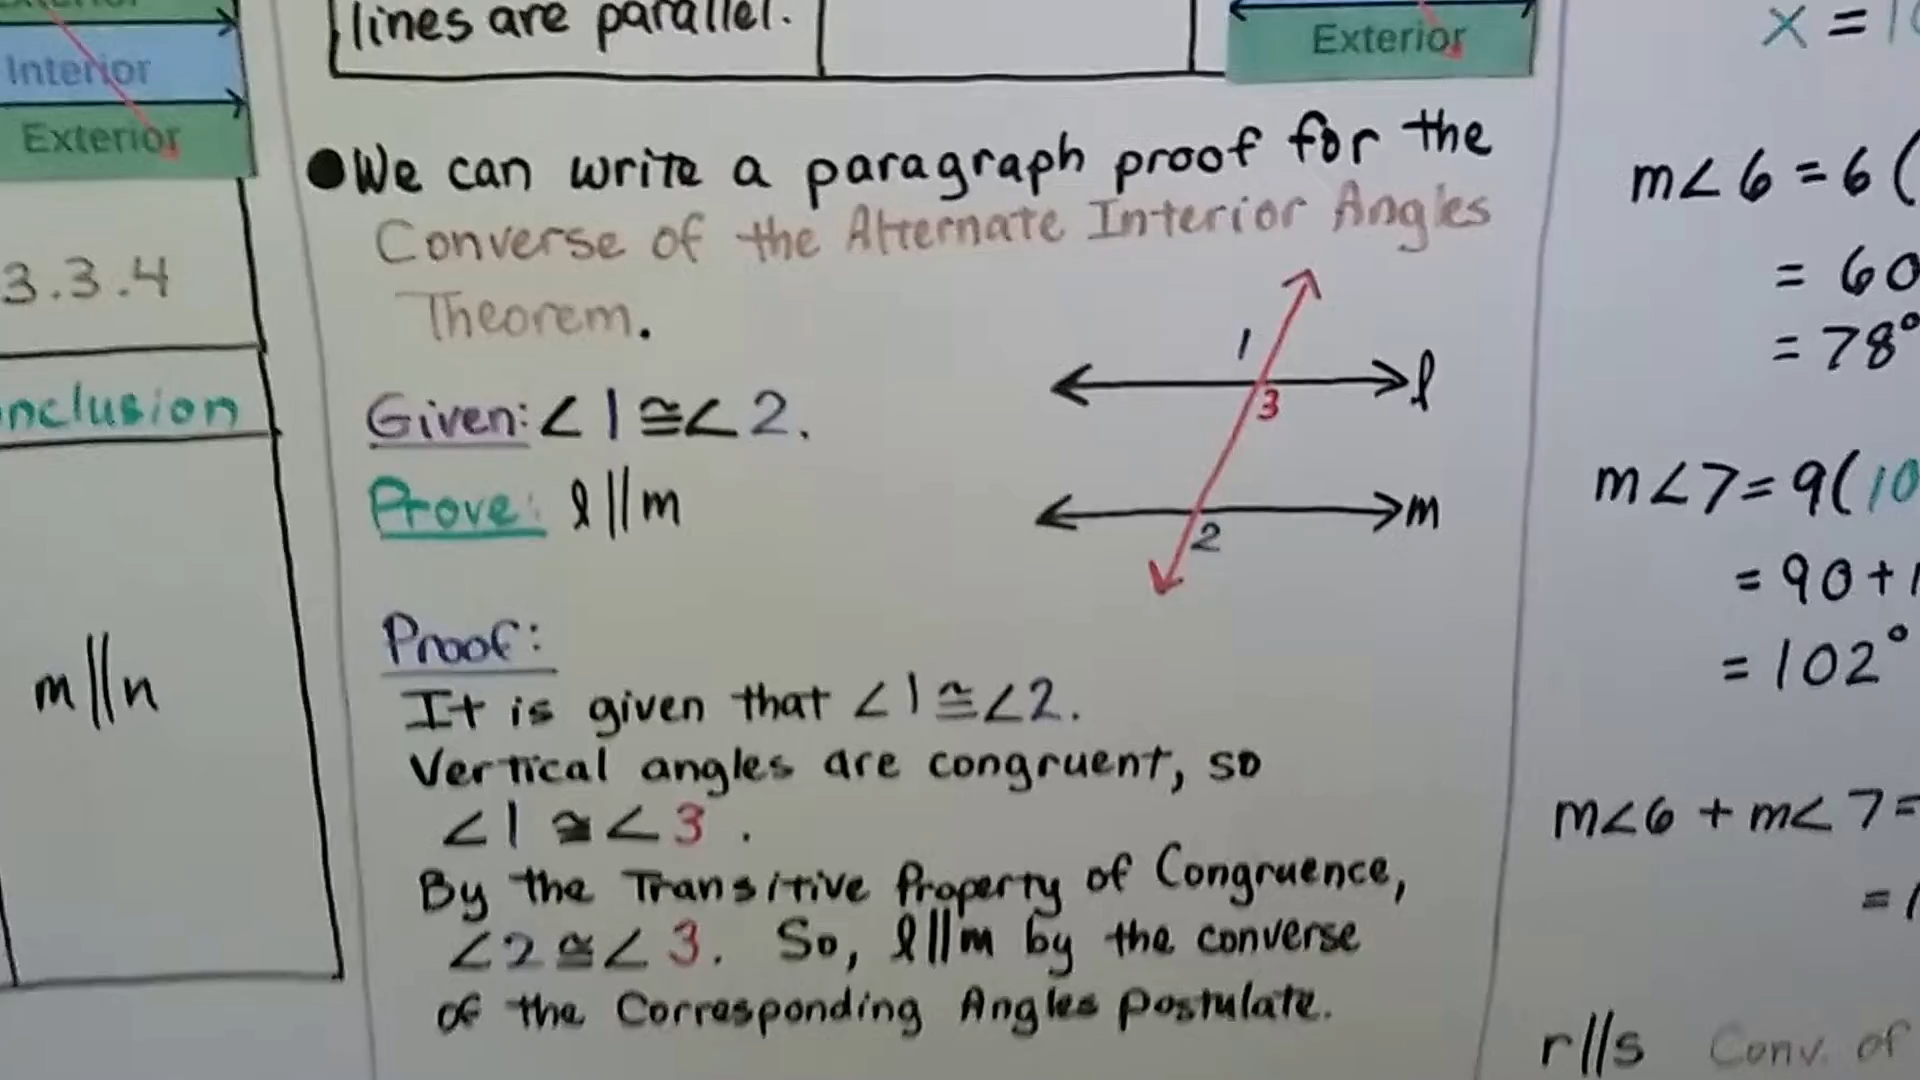 lines are parallel.
Interior
Exterior
Exterior
●We can write a paragraph proof for the
Converse of the Alternate Interior Angles
Theorem.
3.3.4
Given: ∠1≅∠2.
Prove: l||m
1
l
3
m
2
Proof:
It is given that ∠1≅∠2.
Vertical angles are congruent, so
∠1≅∠3.
By the Transitive Property of Congruence,
∠2≅∠3. So, l||m by the converse
of the Corresponding Angles Postulate.
m||n
x = 1
m∠6 = 6(
= 60
= 78°
m∠7 = 9(10
= 90+1
= 102°
m∠6 + m∠7 =
= 1
r||s Conv. of